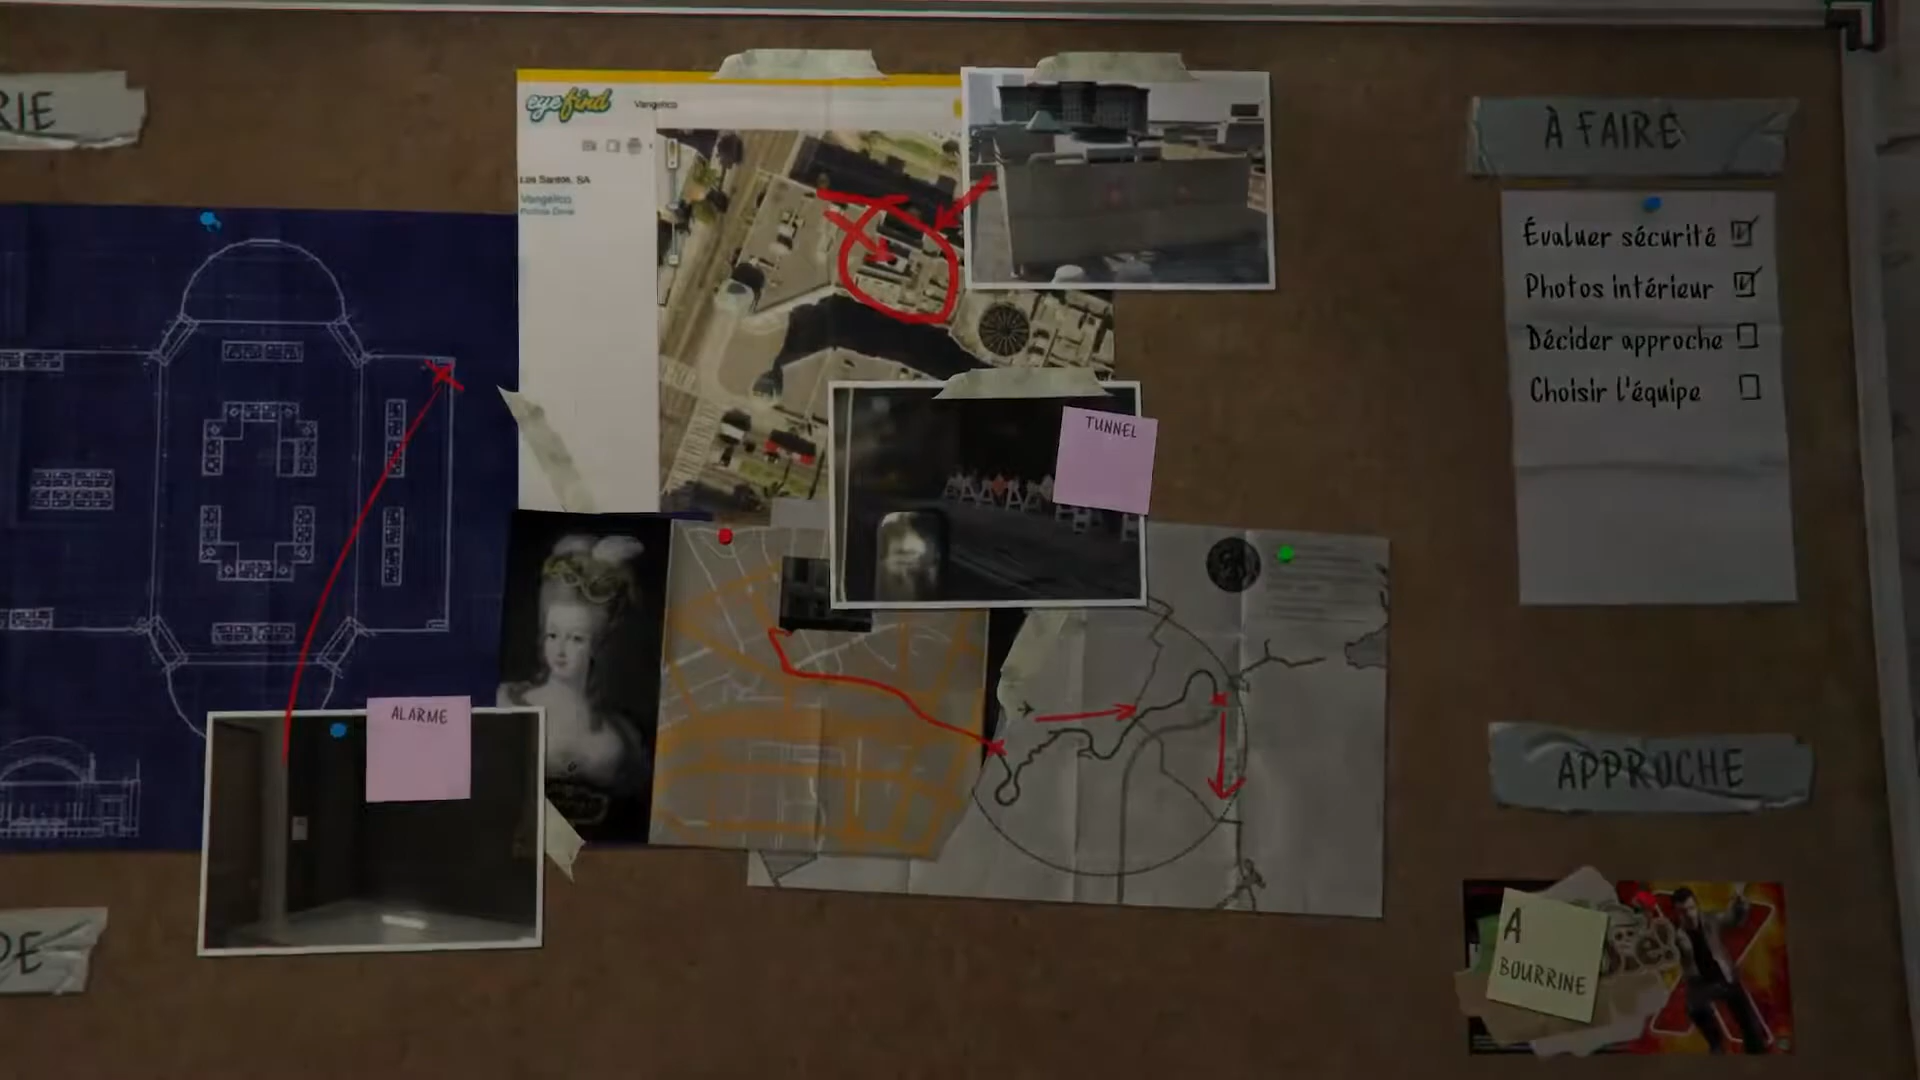 RIE
eyefind
Vangelico
Los Santos, SA
Vangelico
À FAIRE
Évaluer sécurité
Photos intérieur
Décider approche
Choisir l'équipe
TUNNEL
ALARME
APPROCHE
PE
A
BOURRINE